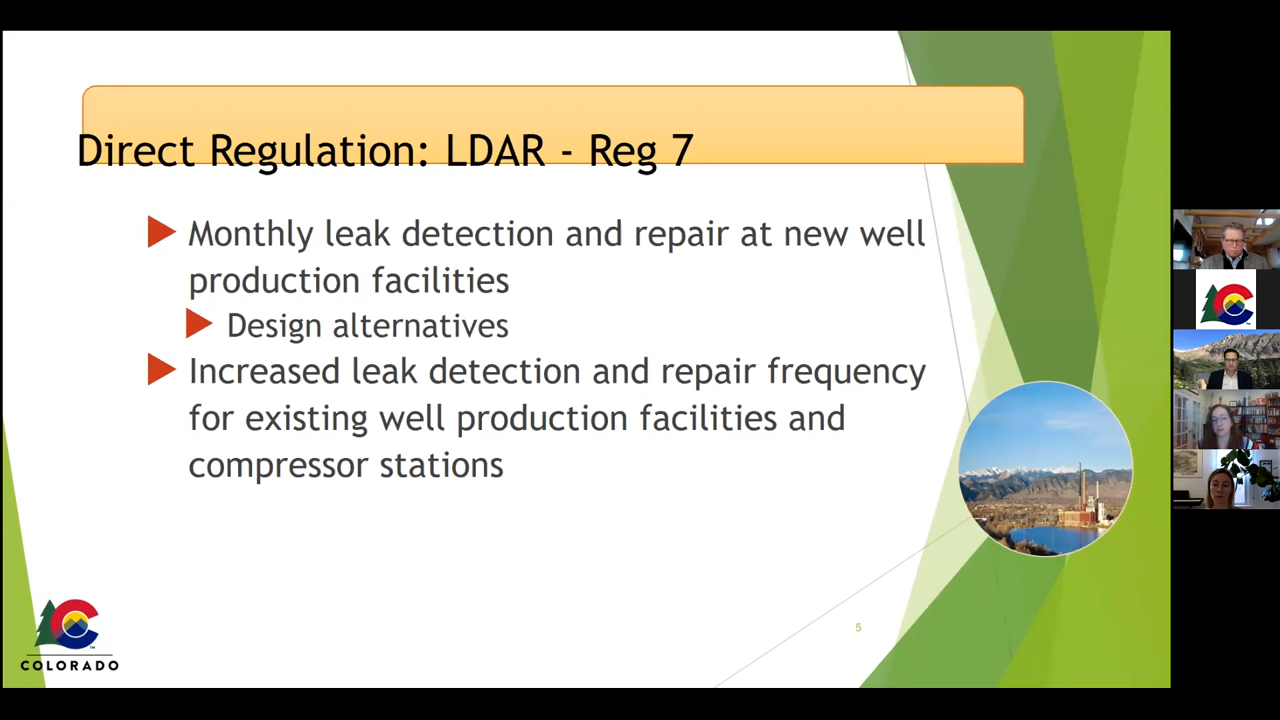 Direct Regulation: LDAR - Reg 7
Monthly leak detection and repair at new well
production facilities
Design alternatives
Increased leak detection and repair frequency
for existing well production facilities and
compressor stations
5
COLORADO